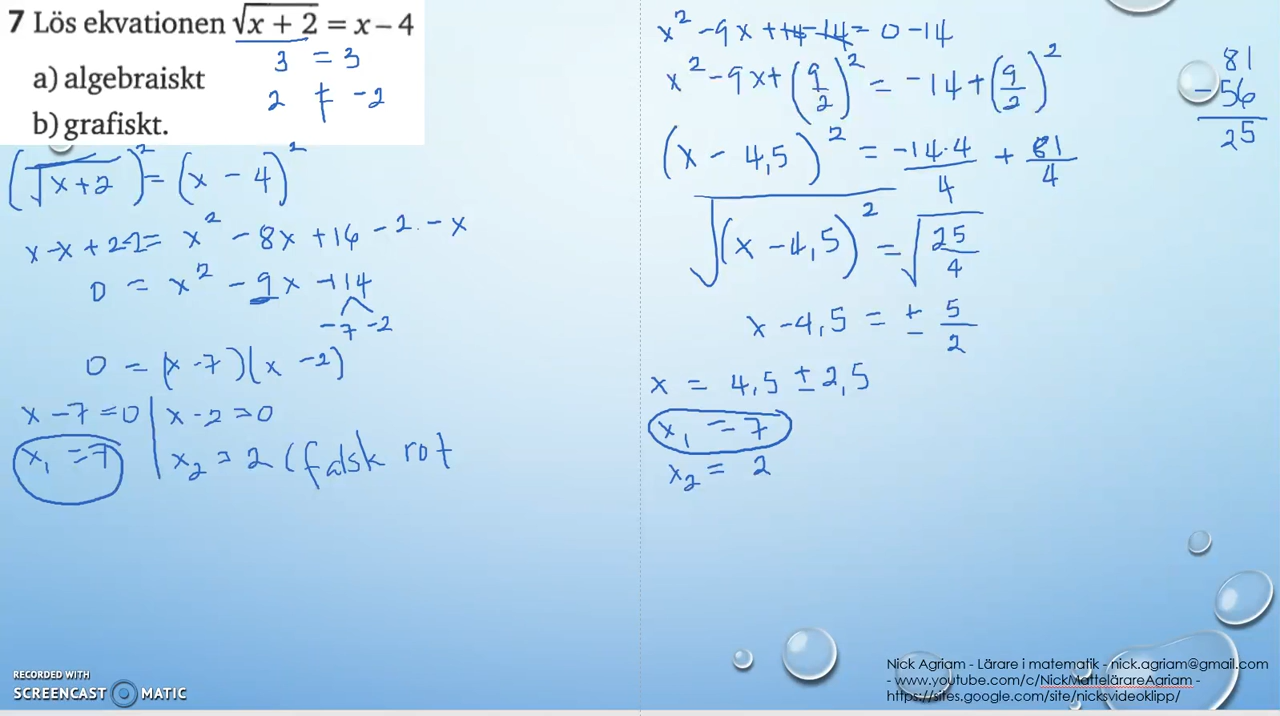 7 Lös ekvationen √x + 2 = x – 4
3 = 3
a) algebraiskt
2 ≠ -2
b) grafiskt.
(√x+2)² = (x - 4)²
x-x+2-2= x² - 8x +16 -2 -x
0 = x² - 9x +14
-7 -2
0 = (x -7)(x -2)
x -7 =0 | x -2 =0
x₁ =7 | x₂ = 2 (falsk rot
x² -9x +14-14= 0 -14
x² -9x+(9/2)² = -14+(9/2)²
(x - 4,5)² = -14·4/4 + 81/4
√(x -4,5)² = √25/4
x -4,5 = ± 5/2
x = 4,5 ± 2,5
x₁ = 7
x₂ = 2
81
-56
25
RECORDED WITH
SCREENCAST MATIC
Nick Agriam - Lärare i matematik - nick.agriam@gmail.com
- www.youtube.com/c/NickMattelärareAgriam -
https://sites.google.com/site/nicksvideoklipp/